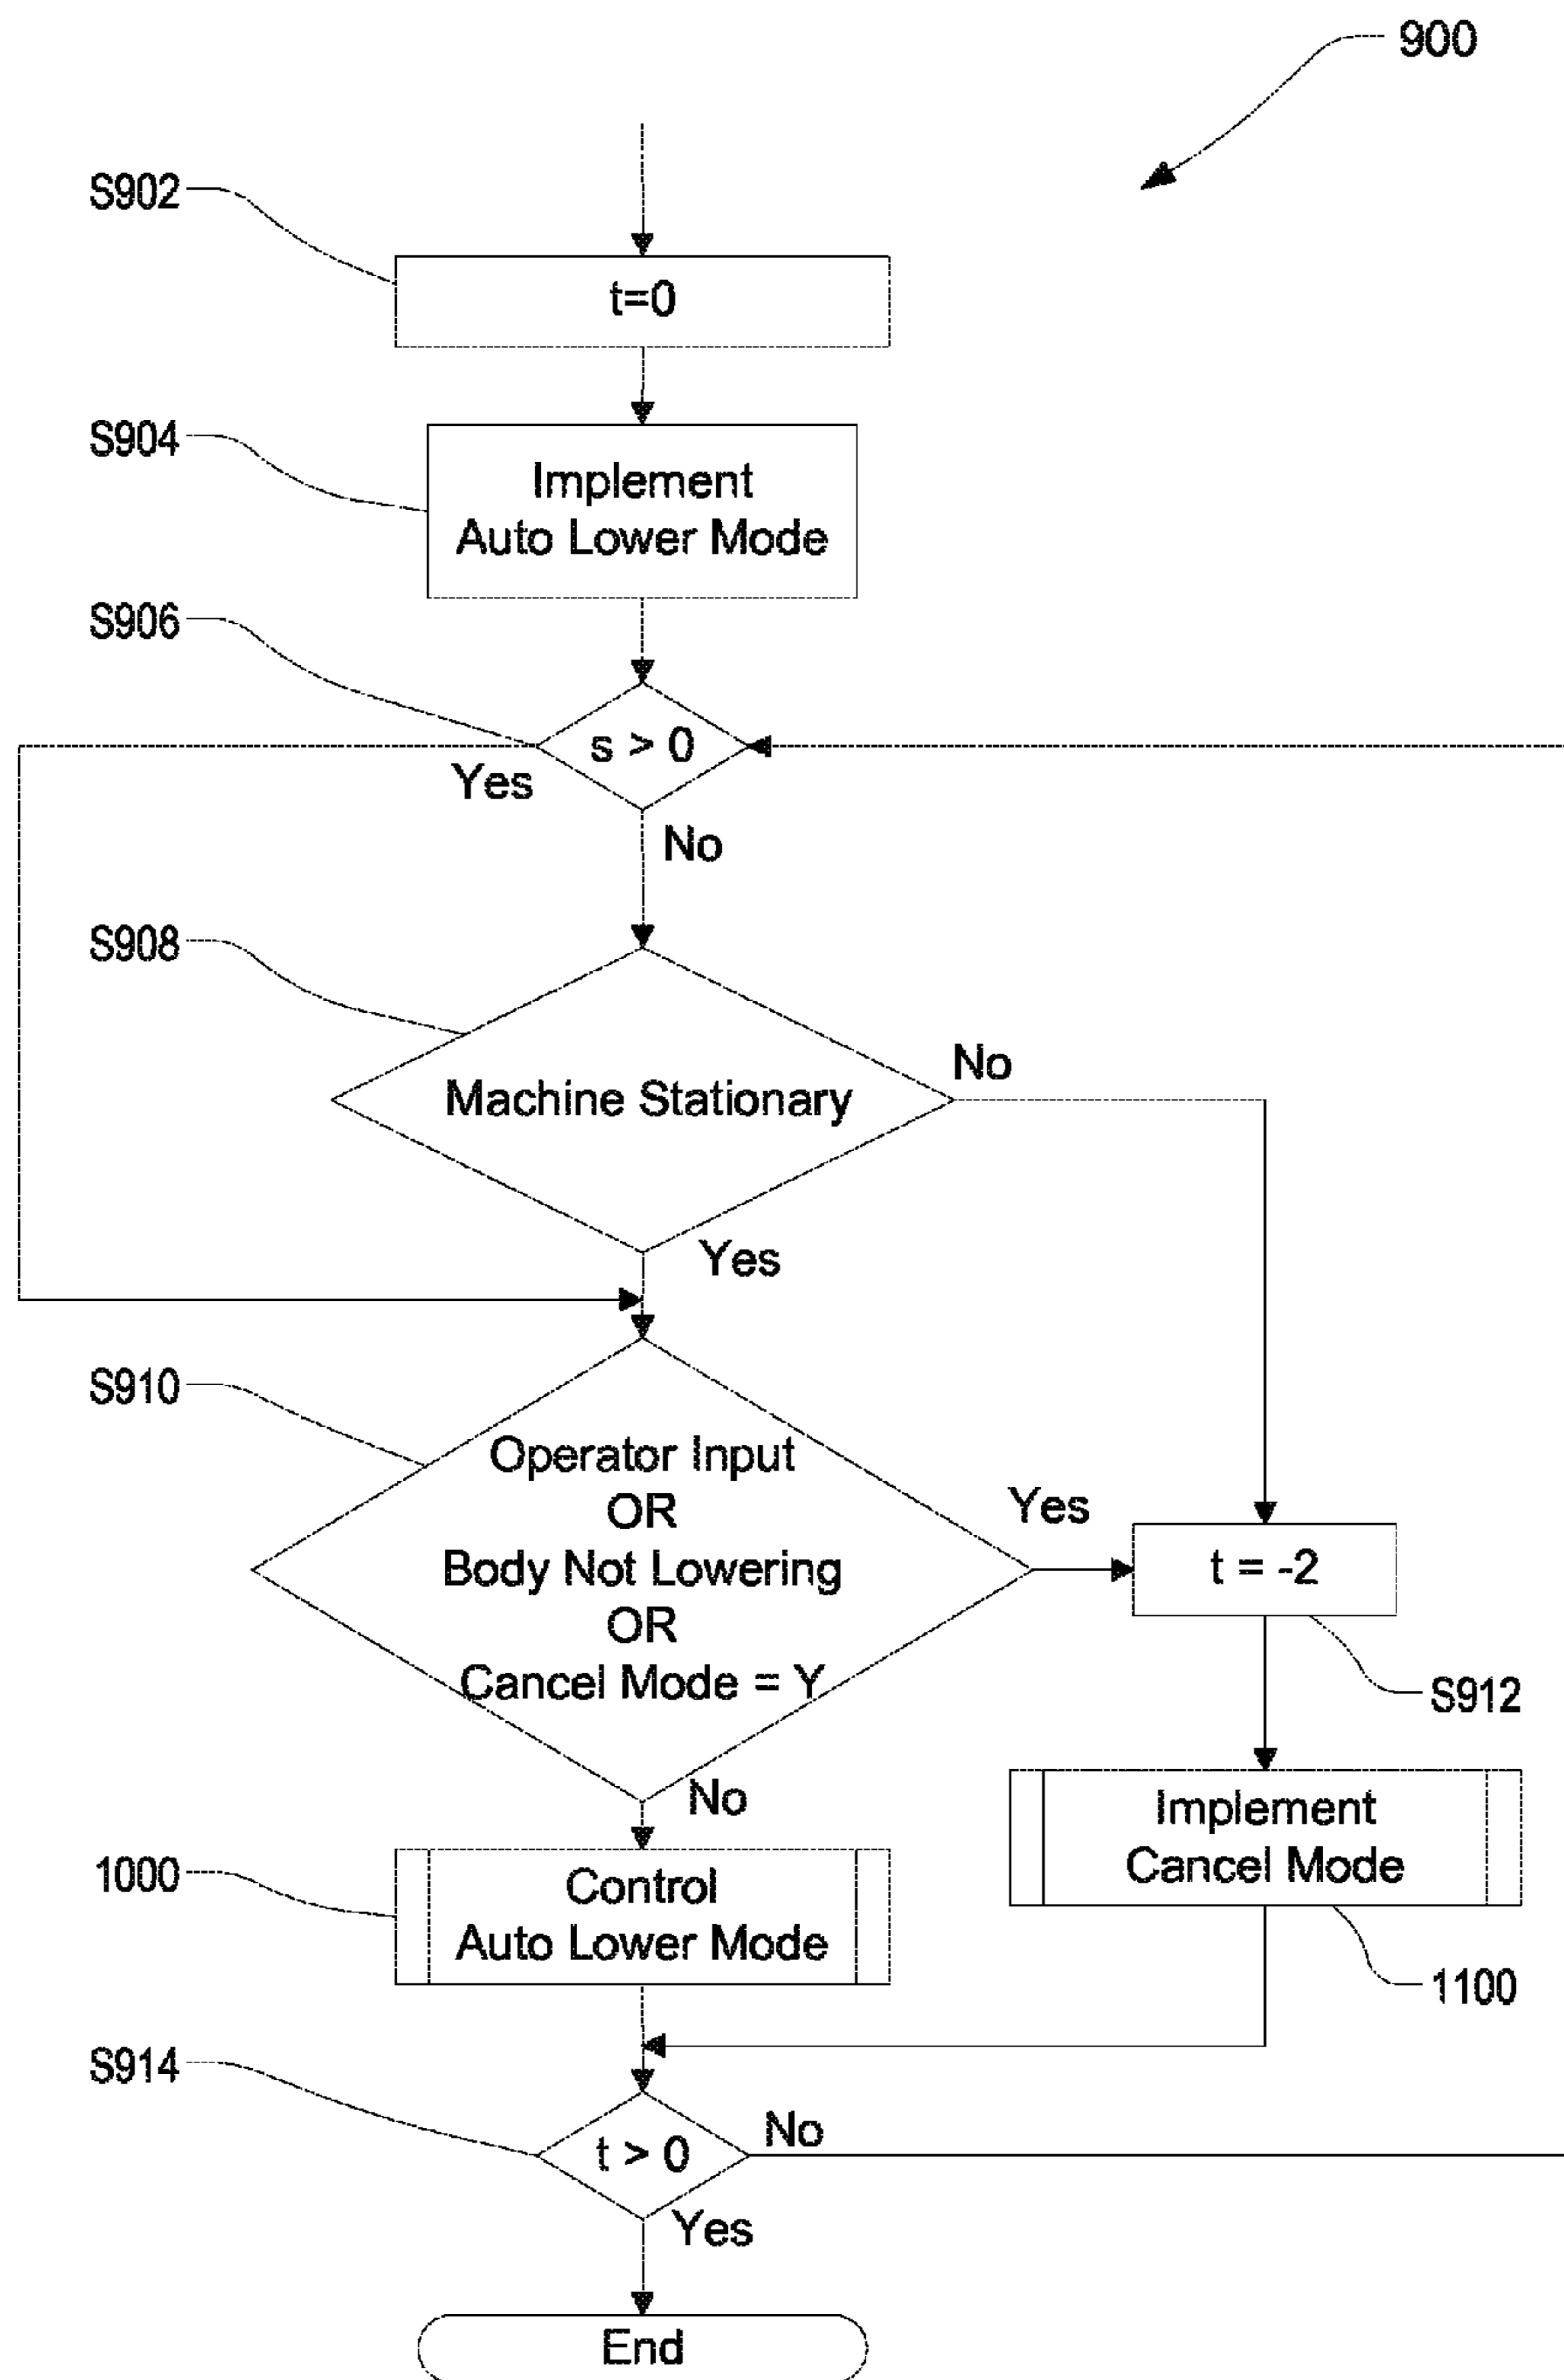 900
S902
t=0
S904
Implement
Auto Lower Mode
S906
s > 0
Yes
No
S908
Machine Stationary
No
Yes
S910
Operator Input
OR
Body Not Lowering
OR
Cancel Mode = Y
Yes
t = -2
S912
No
Implement
Cancel Mode
1000
Control
Auto Lower Mode
1100
S914
t > 0
No
Yes
End